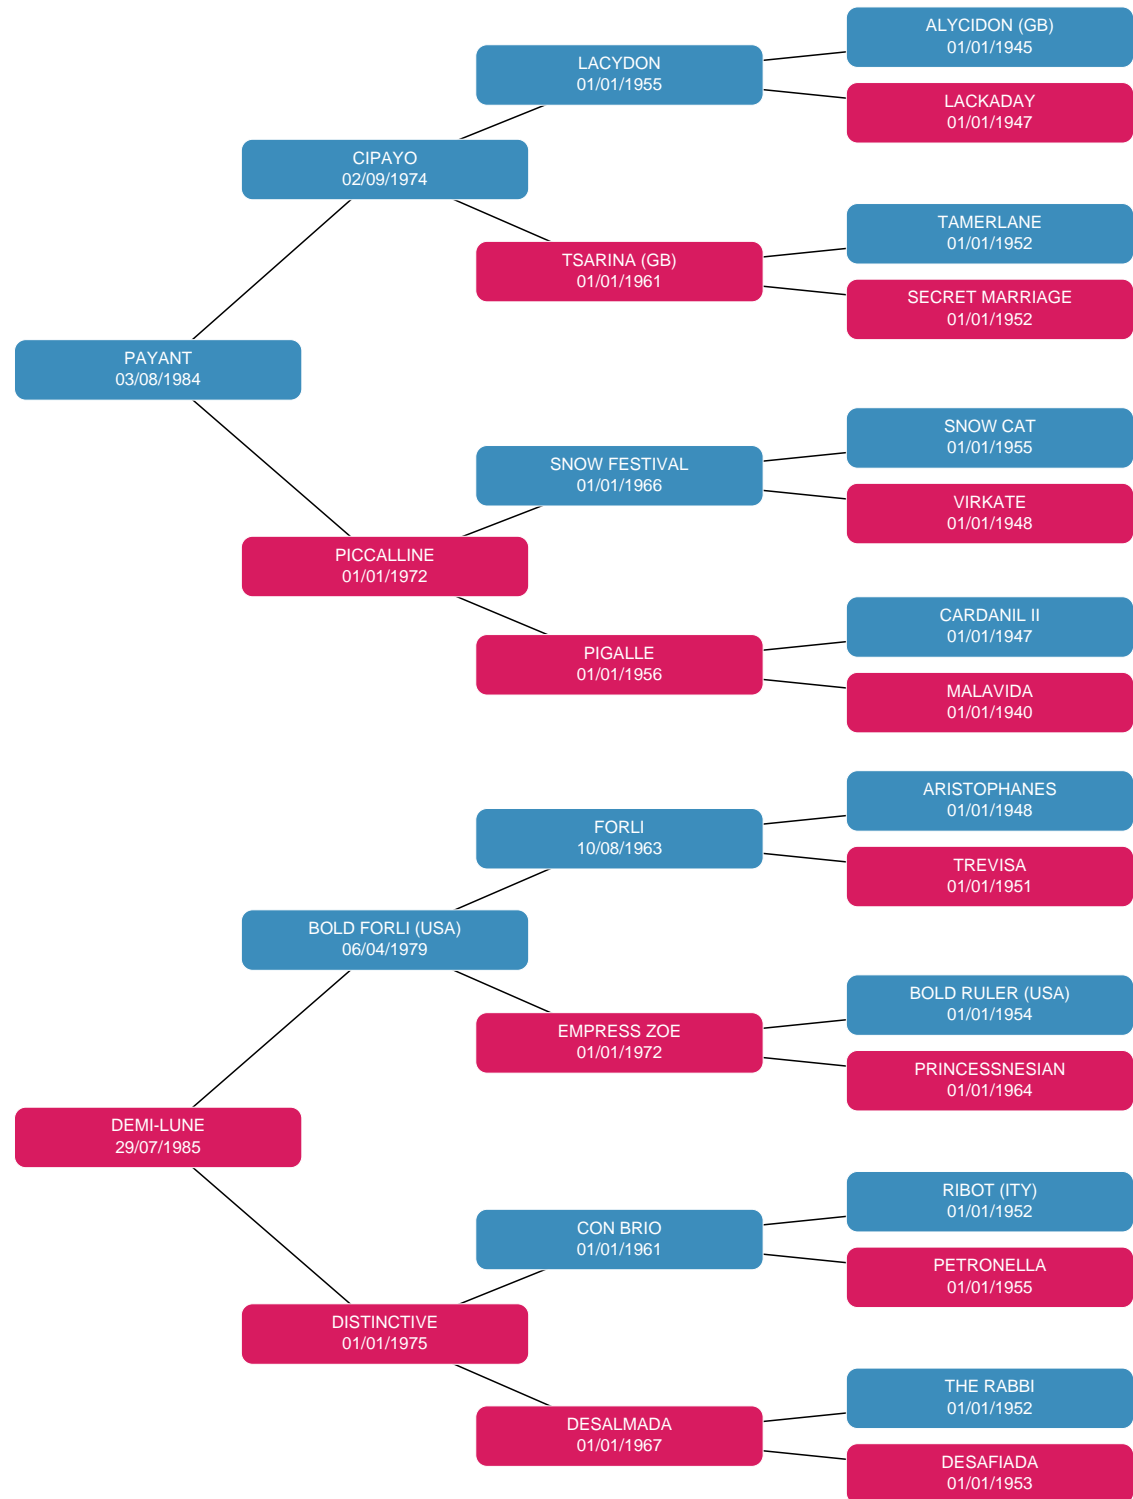 ALYCIDON (GB)
01/01/1945
LACYDON
01/01/1955
LACKADAY
01/01/1947
CIPAYO
02/09/1974
TAMERLANE
01/01/1952
TSARINA (GB)
01/01/1961
SECRET MARRIAGE
01/01/1952
PAYANT
03/08/1984
SNOW CAT
01/01/1955
SNOW FESTIVAL
01/01/1966
VIRKATE
01/01/1948
PICCALLINE
01/01/1972
CARDANIL II
01/01/1947
PIGALLE
01/01/1956
MALAVIDA
01/01/1940
ARISTOPHANES
01/01/1948
FORLI
10/08/1963
TREVISA
01/01/1951
BOLD FORLI (USA)
06/04/1979
BOLD RULER (USA)
01/01/1954
EMPRESS ZOE
01/01/1972
PRINCESSNESIAN
01/01/1964
DEMI-LUNE
29/07/1985
RIBOT (ITY)
01/01/1952
CON BRIO
01/01/1961
PETRONELLA
01/01/1955
DISTINCTIVE
01/01/1975
THE RABBI
01/01/1952
DESALMADA
01/01/1967
DESAFIADA
01/01/1953